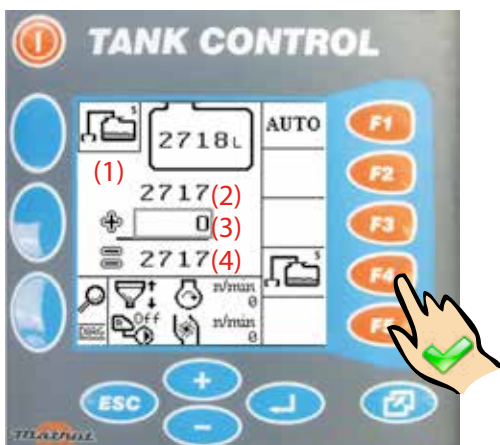 TANK CONTROL
S
2718L
AUTO
F1
(1)
F2
2717(2)
0(3)
F3
2717(4)
S
F4
n/min
0
Off
n/min
0
F5
ESC
+
-